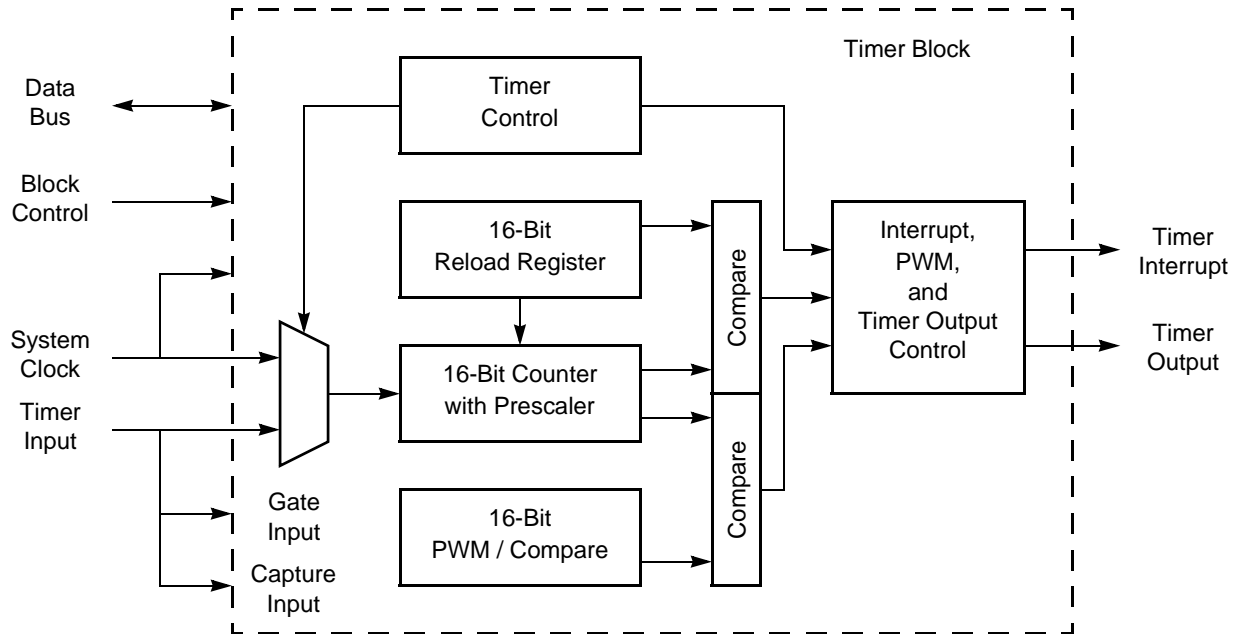 Timer Block
Data
Bus
Timer
Control
Block
Control
16-Bit
Reload Register
Compare
Interrupt,
PWM,
and
Timer Output
Control
Timer
Interrupt
System
Clock
16-Bit Counter
with Prescaler
Timer
Output
Timer
Input
Compare
Gate
Input
16-Bit
PWM / Compare
Capture
Input